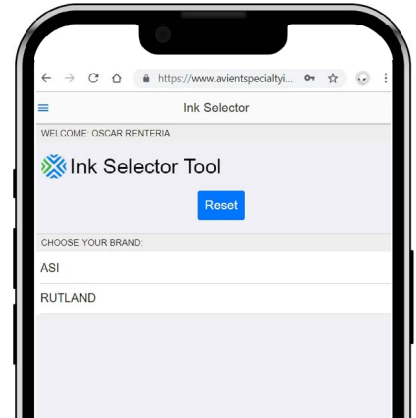 https://www.avientspecialtyi...
Ink Selector
WELCOME: OSCAR RENTERIA
Ink Selector Tool
Reset
CHOOSE YOUR BRAND:
ASI
RUTLAND